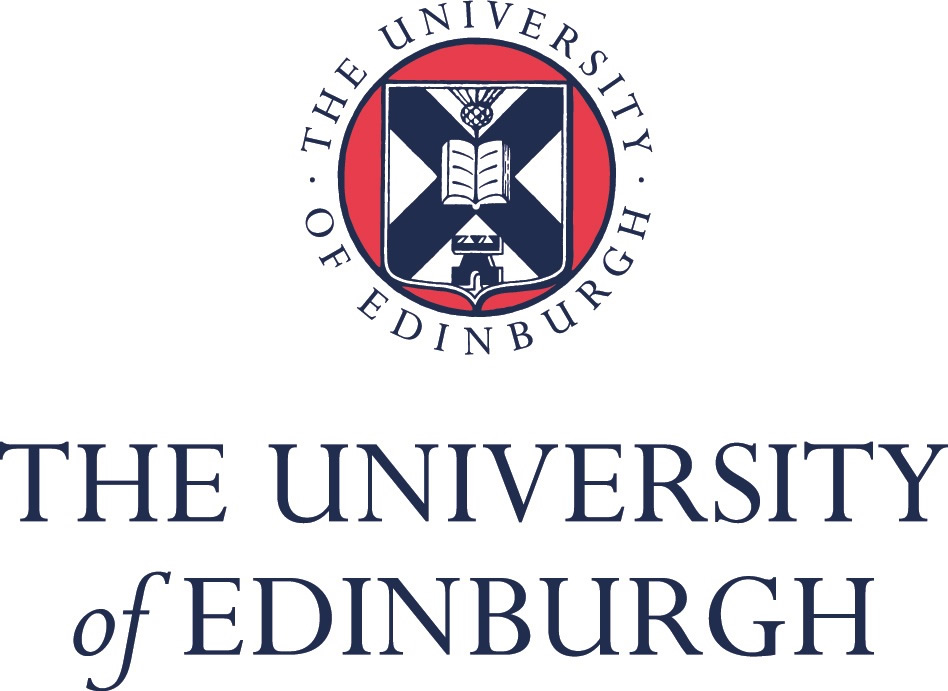 · THE UNIVERSITY ·
OF EDINBURGH
THE UNIVERSITY
of EDINBURGH